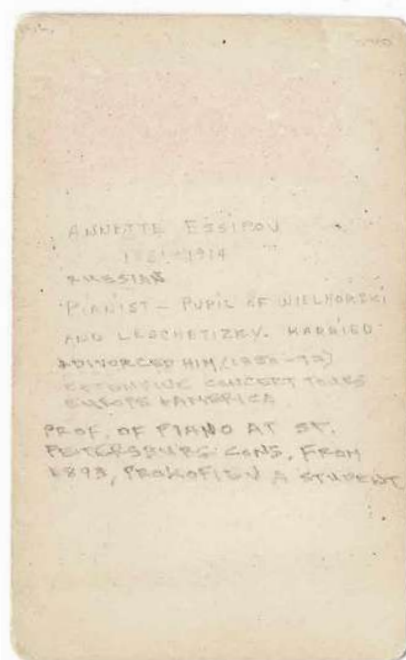 ANNETTE ESSIPOV
1914
RUSSIAN
PIANIST – PUPIL OF WIELHORSKI
AND LESCHETIZKY. MARRIED
+ DIVORCED HIM (1880-92)
EXTENSIVE CONCERT TOURS
EUROPE + AMERICA
PROF. OF PIANO AT ST.
PETERSBURG CONS, FROM
1893, PROKOFIEV A STUDENT